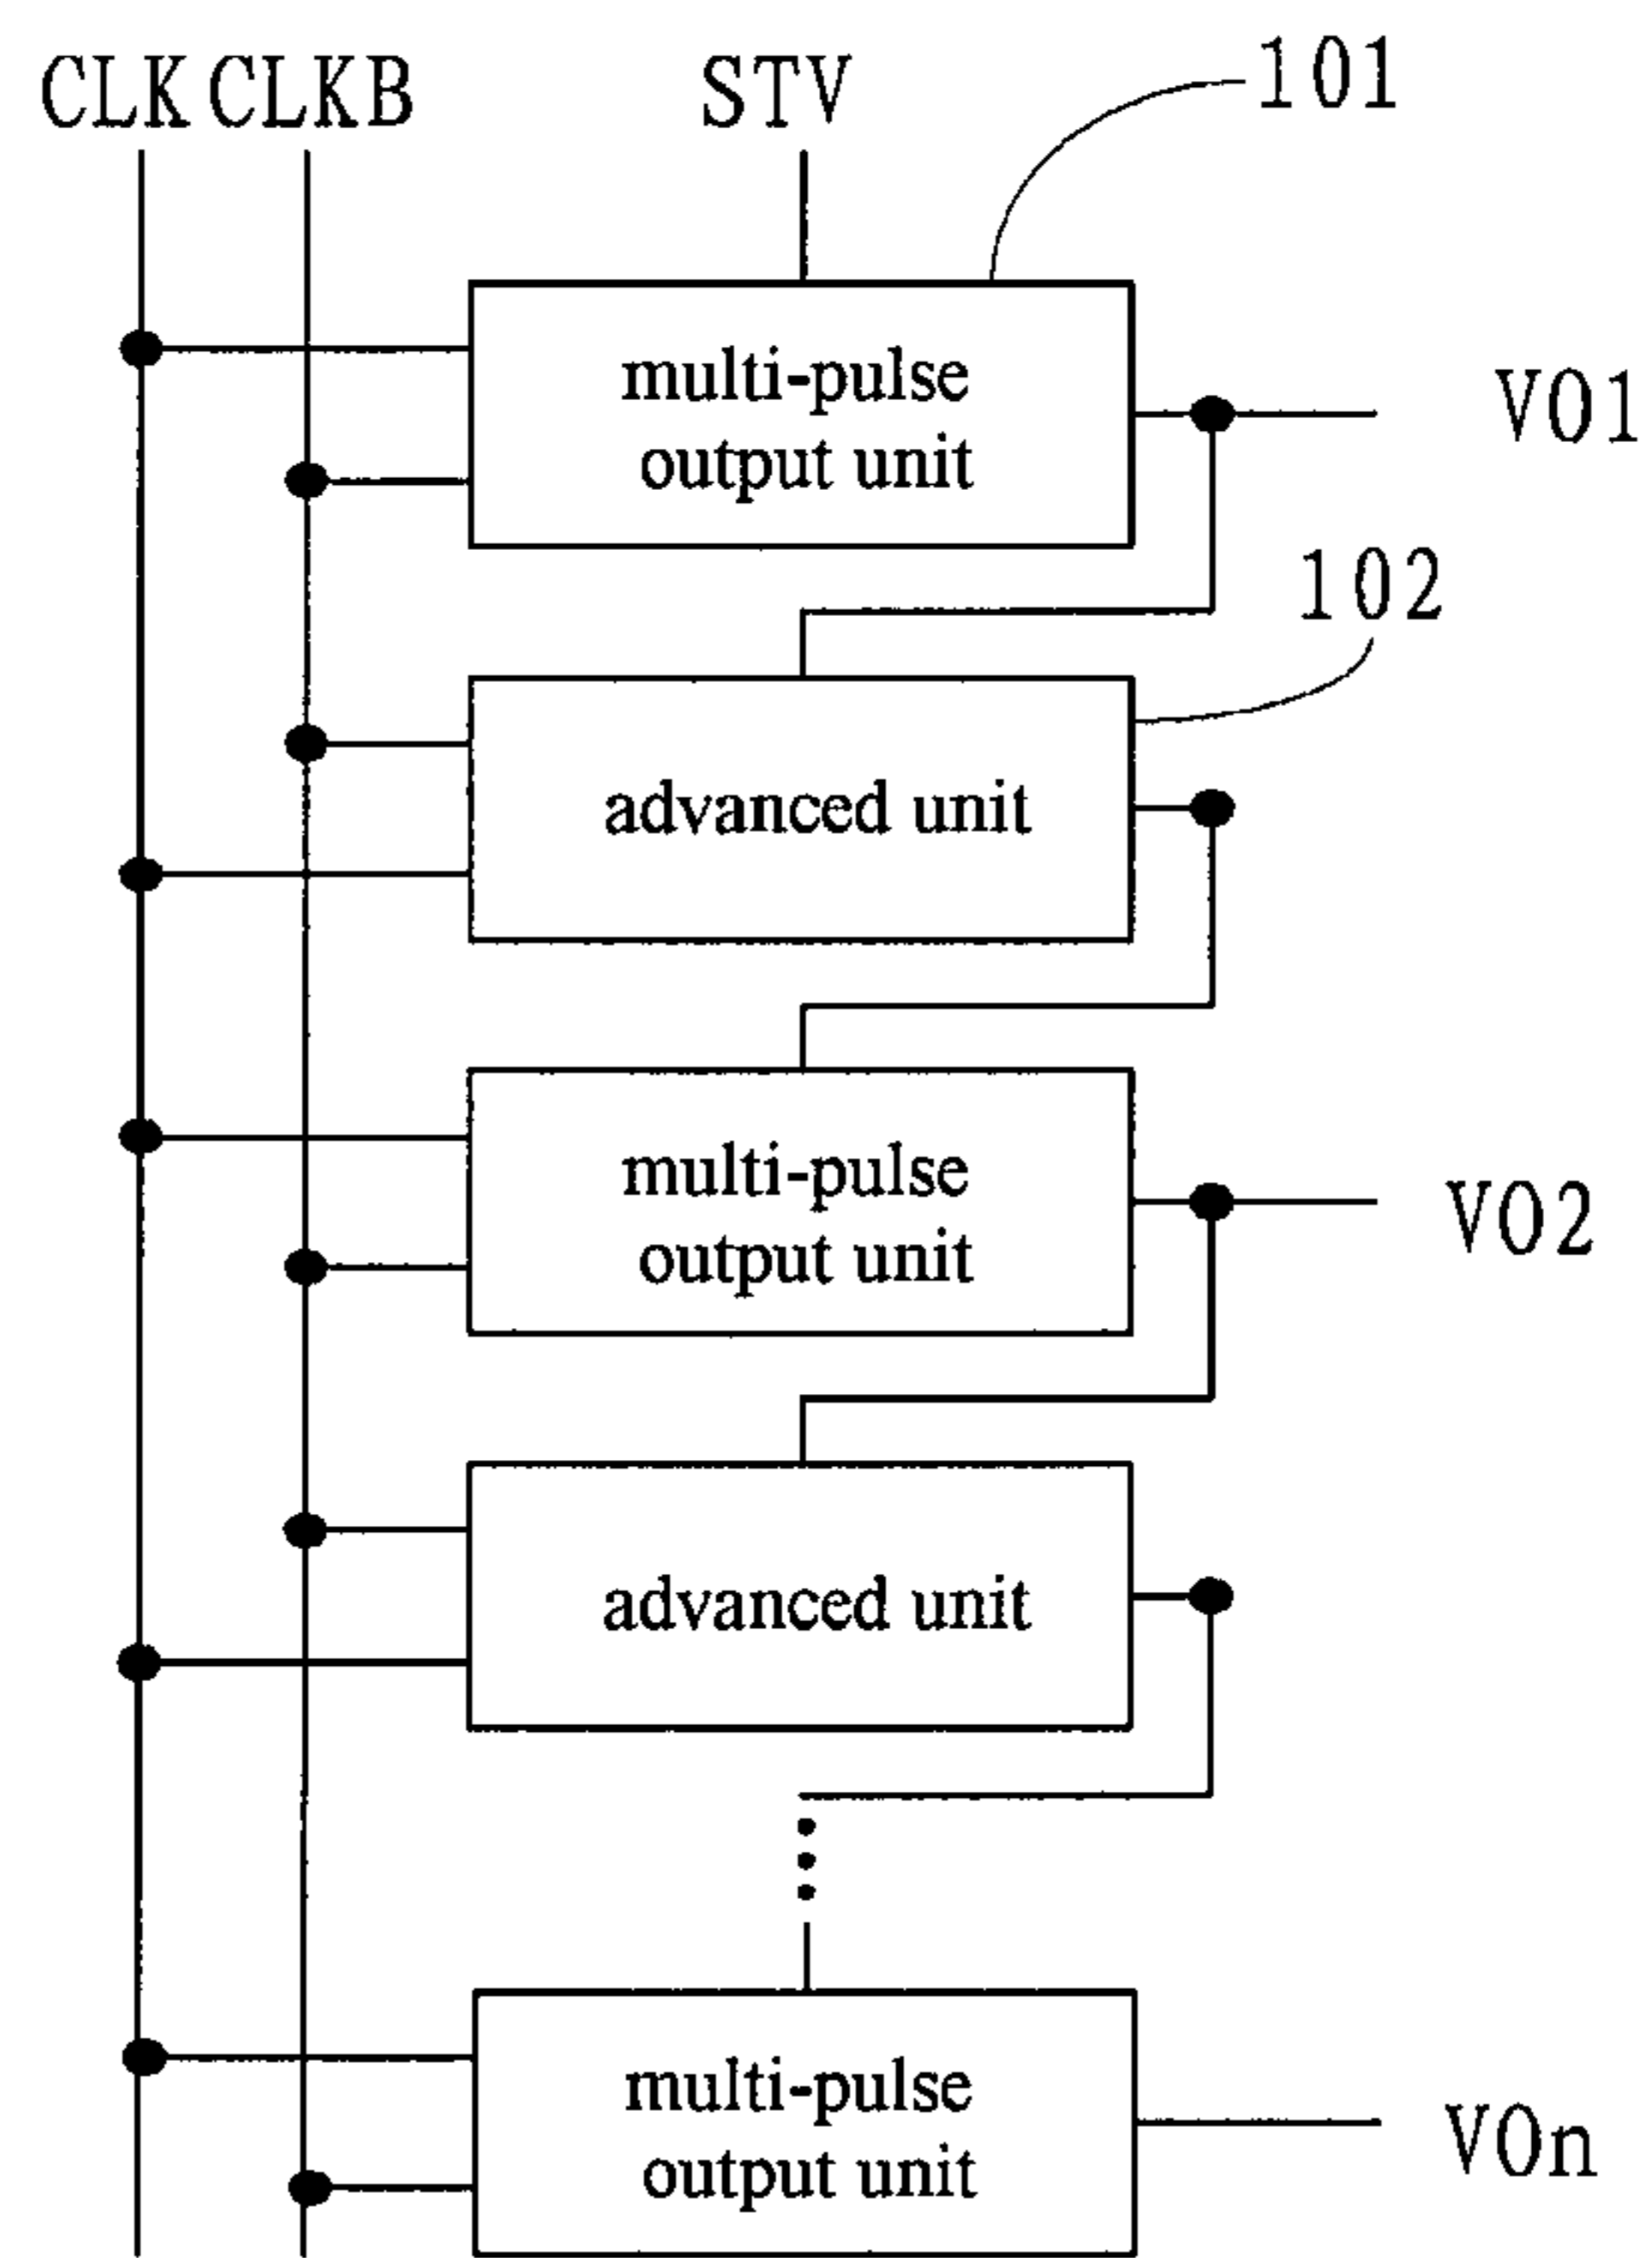 CLK CLKB STV 101
multi-pulse
output unit
VO1
102
advanced unit
multi-pulse
output unit
VO2
advanced unit
multi-pulse
output unit
VOn